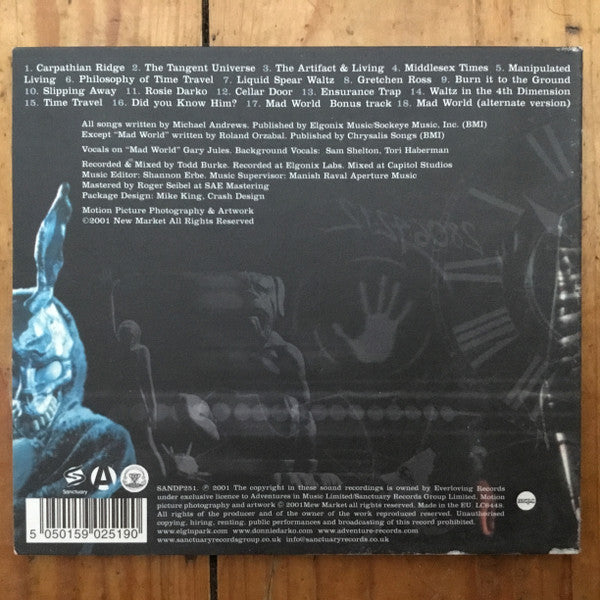 1. Carpathian Ridge 2. The Tangent Universe 3. The Artifact & Living 4. Middlesex Times 5. Manipulated
Living 6. Philosophy of Time Travel 7. Liquid Spear Waltz 8. Gretchen Ross 9. Burn it to the Ground
10. Slipping Away 11. Rosie Darko 12. Cellar Door 13. Ensurance Trap 14. Waltz in the 4th Dimension
15. Time Travel 16. Did you Know Him? 17. Mad World Bonus track 18. Mad World (alternate version)
All songs written by Michael Andrews. Published by Elgonix Music/Sockeye Music, Inc. (BMI)
Except "Mad World" written by Roland Orzabal. Published by Chrysalis Songs (BMI)
Vocals on "Mad World" Gary Jules. Background Vocals: Sam Shelton, Tori Haberman
Recorded & Mixed by Todd Burke. Recorded at Elgonix Labs. Mixed at Capitol Studios
Music Editor: Shannon Erbe. Music Supervisor: Manish Raval Aperture Music
Mastered by Roger Seibel at SAE Mastering
Package Design: Mike King, Crash Design
Motion Picture Photography & Artwork
©2001 New Market All Rights Reserved
Sanctuary
SANDP251. ℗ 2001 The copyright in these sound recordings is owned by Everloving Records
under exclusive licence to Adventures in Music Limited/Sanctuary Records Group Limited. Motion
picture photography and artwork © 2001Mew Market all rights reserved. Made in the EU. LC6448.
All rights of the producer and of the owner of the work reproduced reserved. Unauthorised
copying, hiring, renting, public performances and broadcasting of this record prohibited.
www.elginpark.com www.donniedarko.com www.adventure-records.com
www.sanctuaryrecordsgroup.co.uk info@sanctuaryrecords.co.uk
5 050159 025190